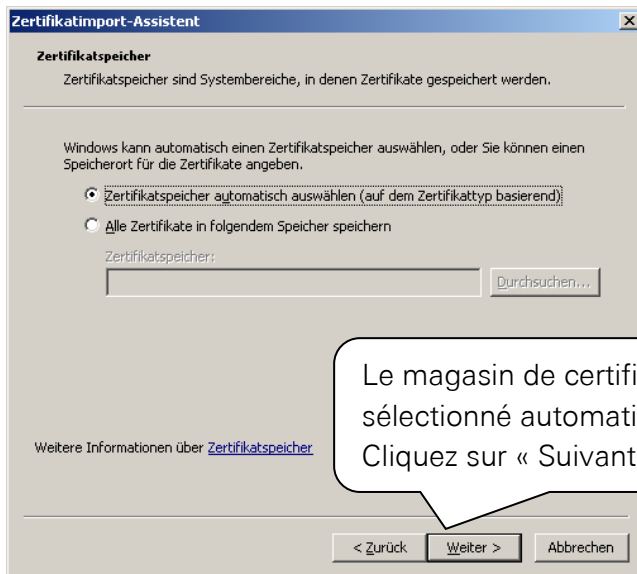 Zertifikatimport-Assistent
Zertifikatspeicher
Zertifikatspeicher sind Systembereiche, in denen Zertifikate gespeichert werden.
Windows kann automatisch einen Zertifikatspeicher auswählen, oder Sie können einen
Speicherort für die Zertifikate angeben.
Zertifikatspeicher automatisch auswählen (auf dem Zertifikattyp basierend)
Alle Zertifikate in folgendem Speicher speichern
Zertifikatspeicher:
Durchsuchen...
Le magasin de certifi
sélectionné automati
Cliquez sur « Suivant
Weitere Informationen über Zertifikatspeicher
< Zurück
Weiter >
Abbrechen